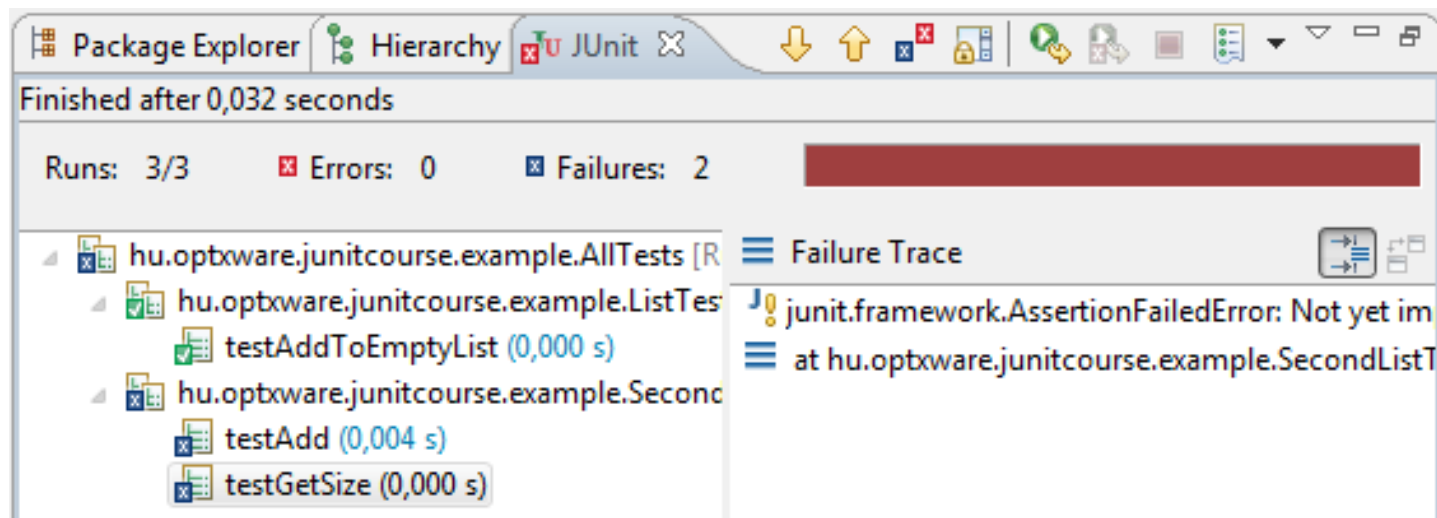 Package Explorer Hierarchy JUnit
Finished after 0,032 seconds
Runs: 3/3 Errors: 0 Failures: 2
hu.optxware.junitcourse.example.AllTests [R
hu.optxware.junitcourse.example.ListTes
testAddToEmptyList (0,000 s)
hu.optxware.junitcourse.example.Second
testAdd (0,004 s)
testGetSize (0,000 s)
Failure Trace
junit.framework.AssertionFailedError: Not yet im
at hu.optxware.junitcourse.example.SecondListT